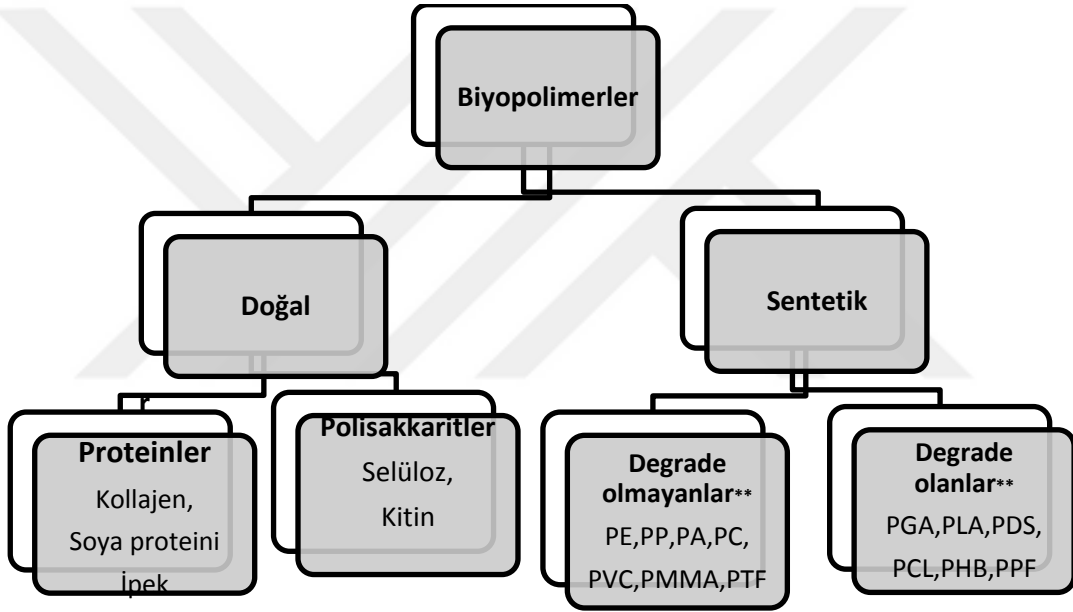 Biyopolimerler
Doğal
Sentetik
Proteinler
Kollajen,
Soya proteini
İpek
Polisakkaritler
Selüloz,
Kitin
Degrade
olmayanlar**
PE,PP,PA,PC,
PVC,PMMA,PTF
Degrade
olanlar**
PGA,PLA,PDS,
PCL,PHB,PPF